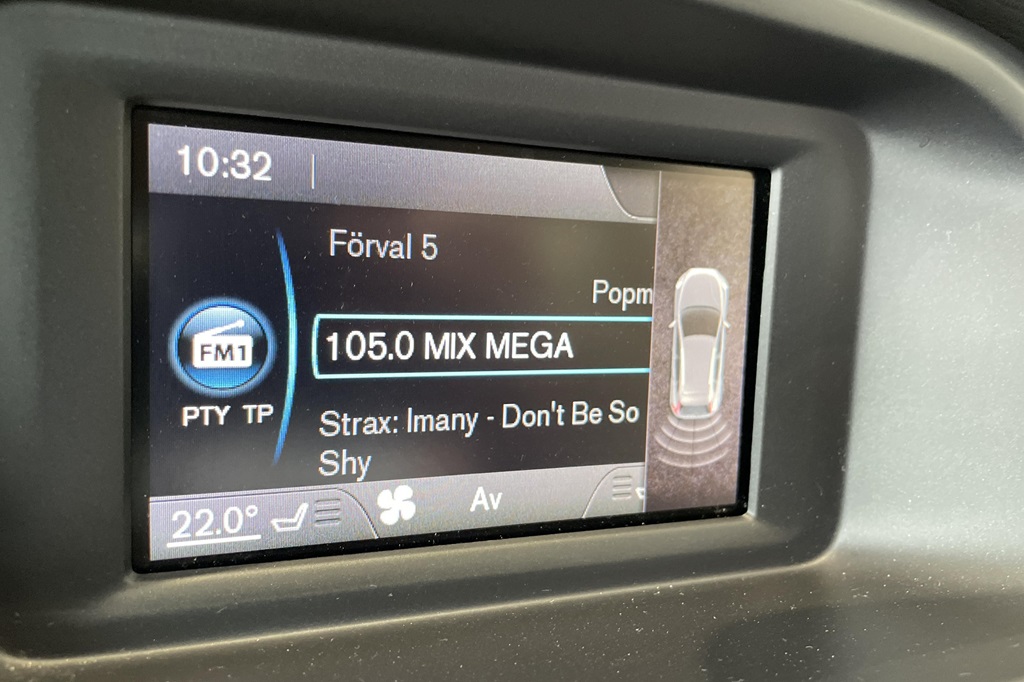 10:32
Förval 5
Popm
FM1
105.0 MIX MEGA
PTY TP
Strax: Imany - Don't Be So
Shy
22.0°
Av